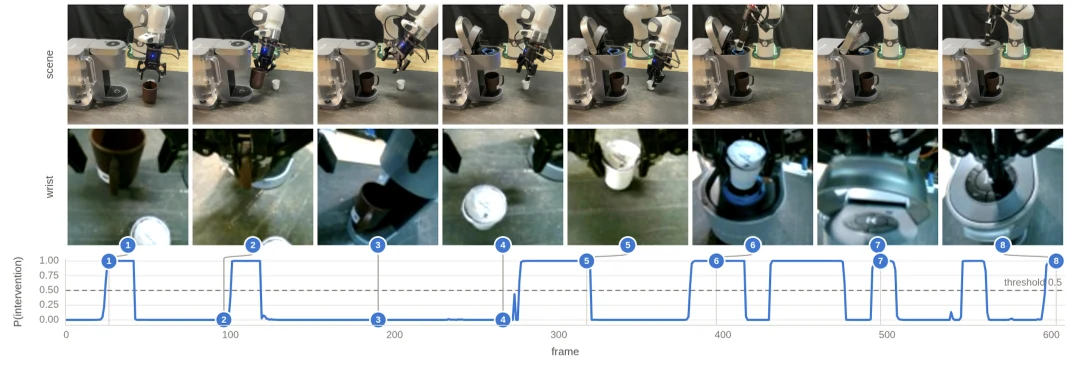 scene
wrist
1 2 3 4 5 6 7 8
P(intervention)
1.00
0.75
0.50
0.25
0.00
1 2 3 4 5 6 7 8
threshold 0.5
0 100 200 300 400 500 600
frame